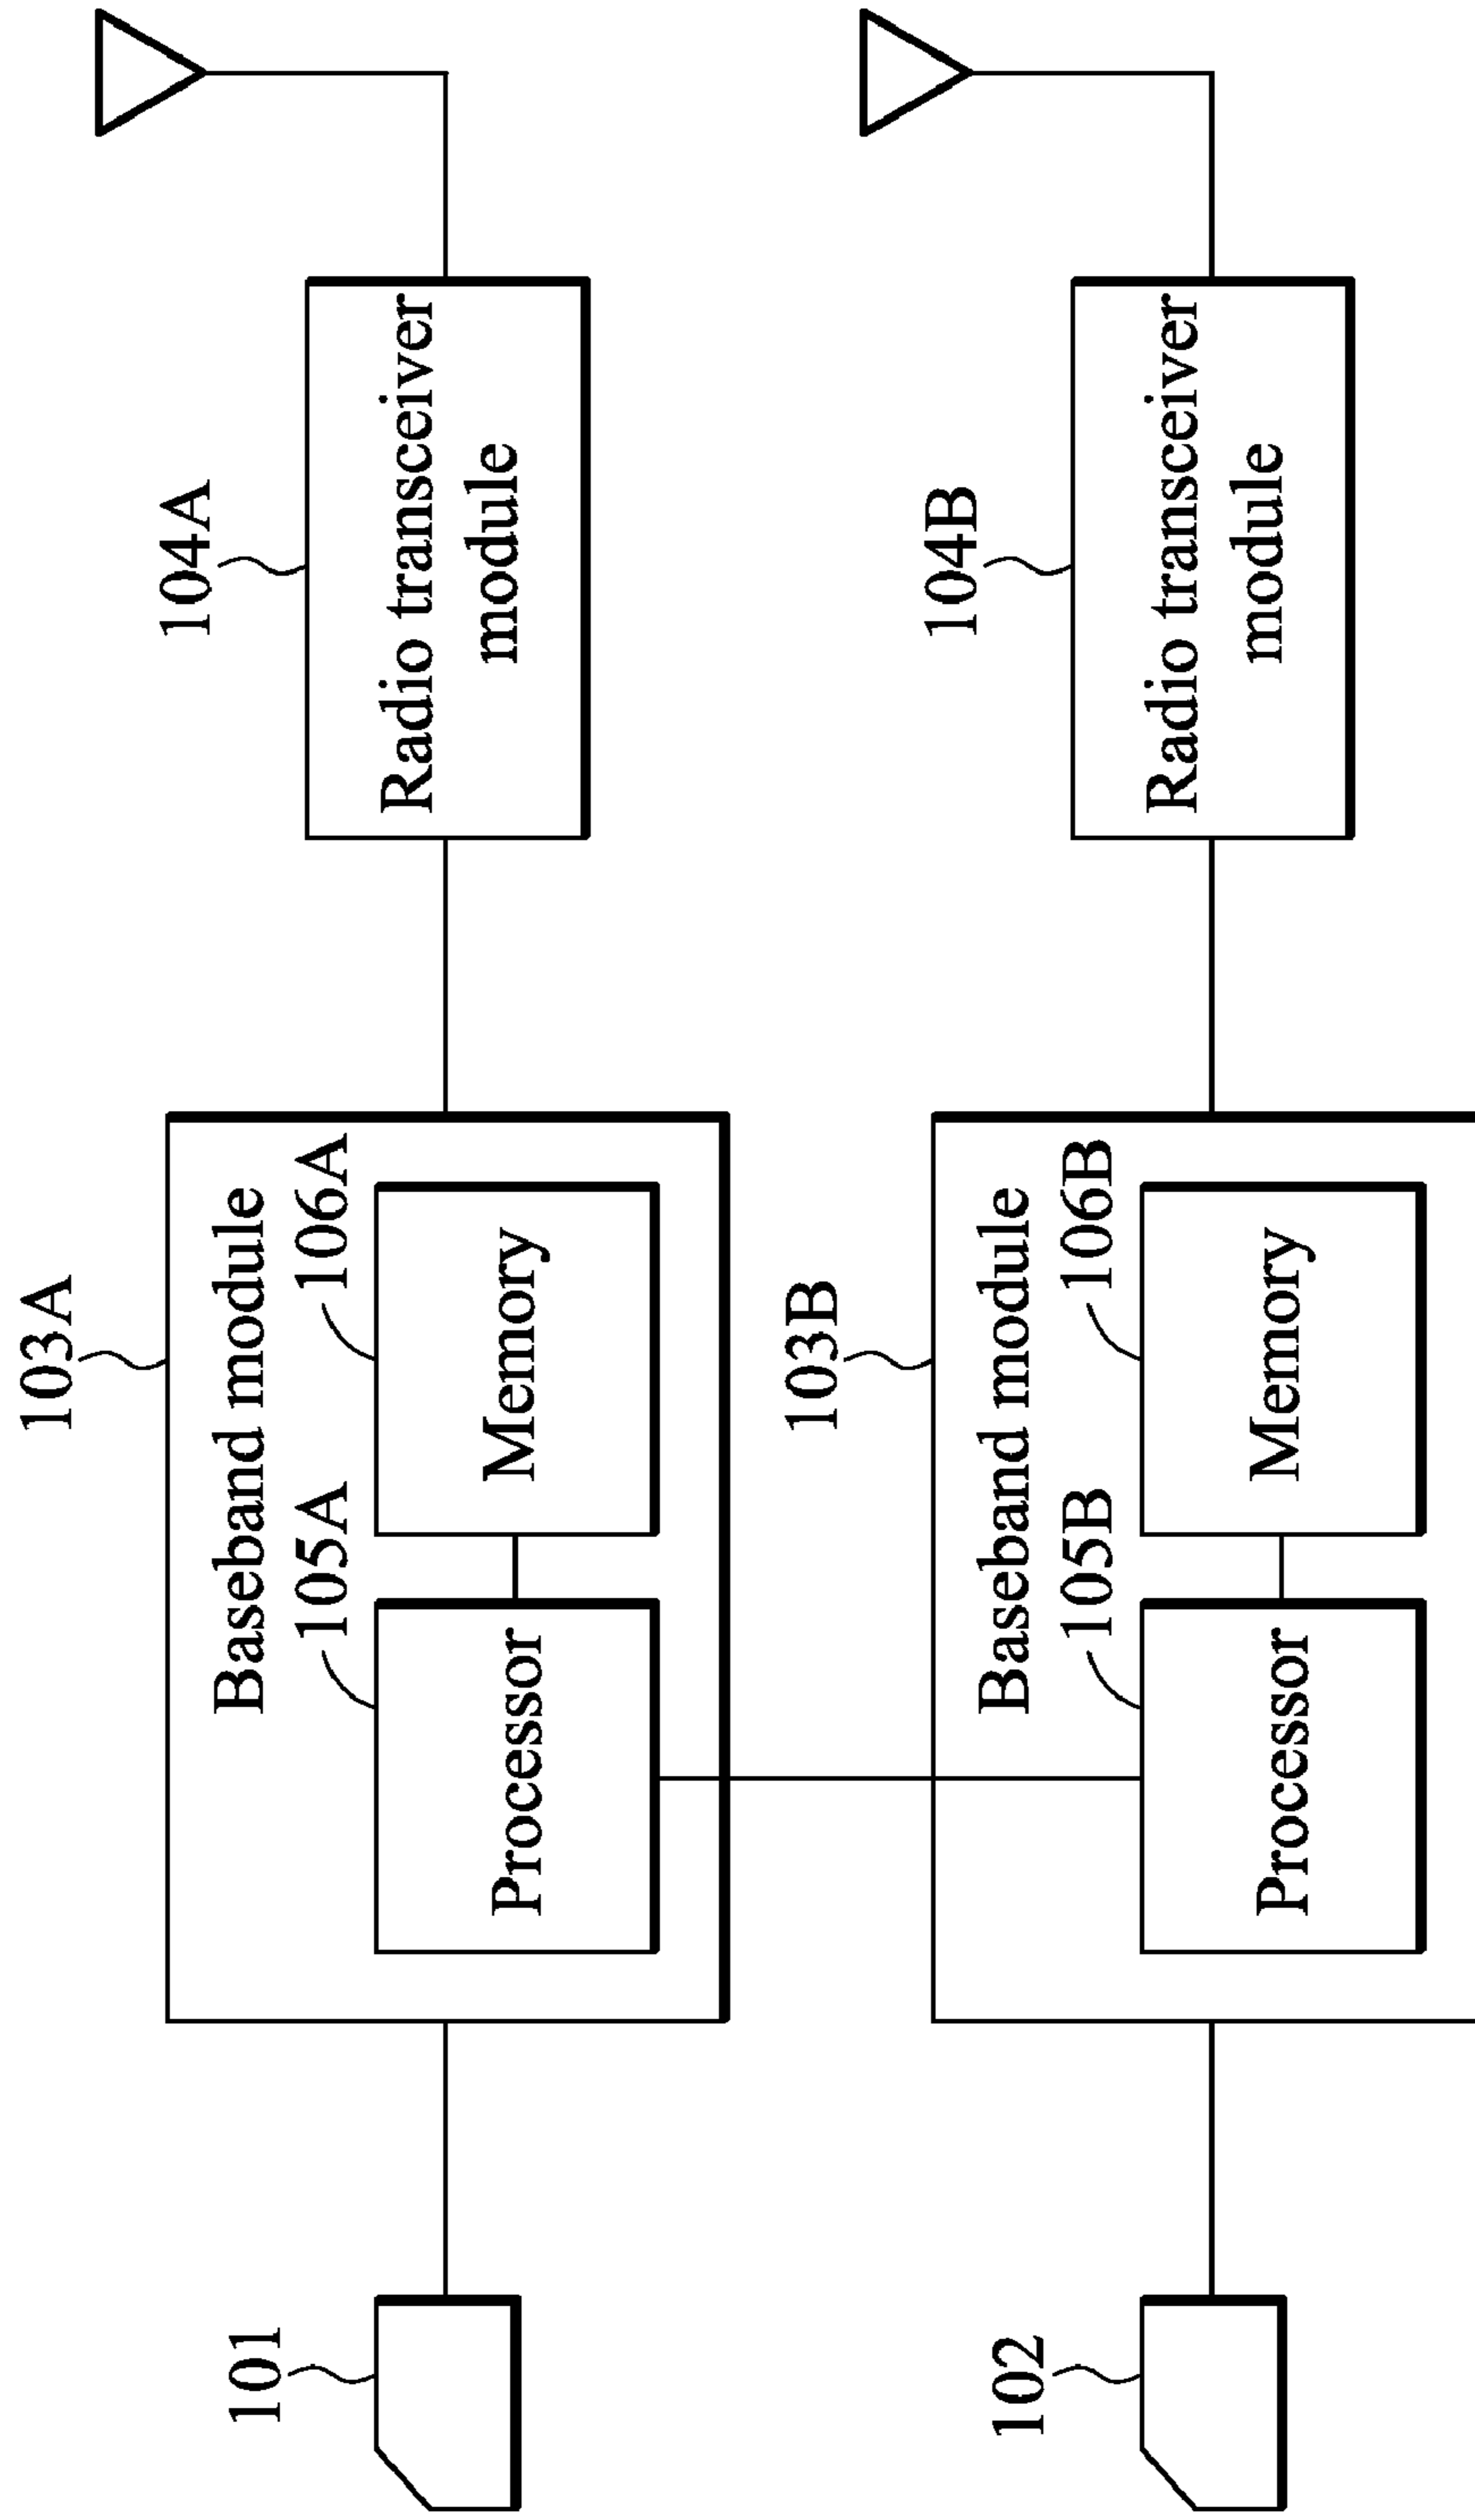 103A
Baseband module
105A
106A
Processor
Memory
101
104A
Radio transceiver
module
103B
Baseband module
105B
106B
Processor
Memory
102
104B
Radio transceiver
module